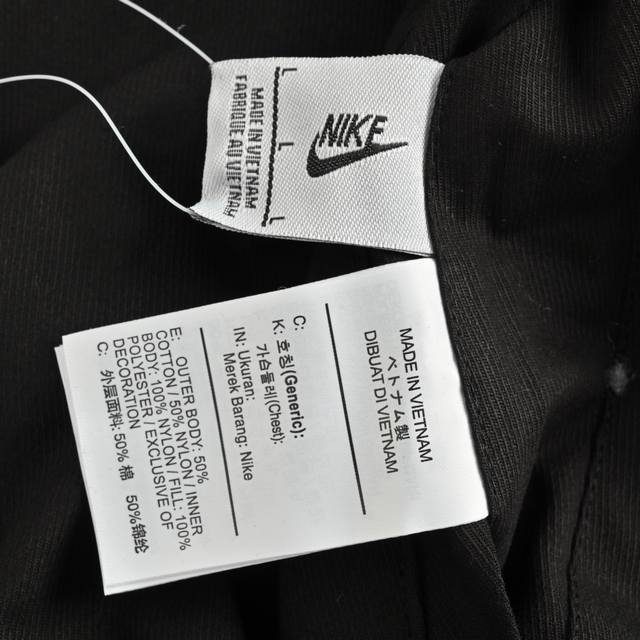 NIKE
L
L
L
MADE IN VIETNAM
FABRIQUE AU VIETNAM
MADE IN VIETNAM
ベトナム製
DIBUAT DI VIETNAM
C:
K: 호칭(Generic):
가슴둘레(Chest):
IN: Ukuran:
Merek Barang: Nike
E: OUTER BODY: 50%
COTTON / 50% NYLON / INNER
BODY: 100% NYLON / FILL: 100%
POLYESTER / EXCLUSIVE OF
DECORATION
C: 外层面料: 50% 棉 50%锦纶